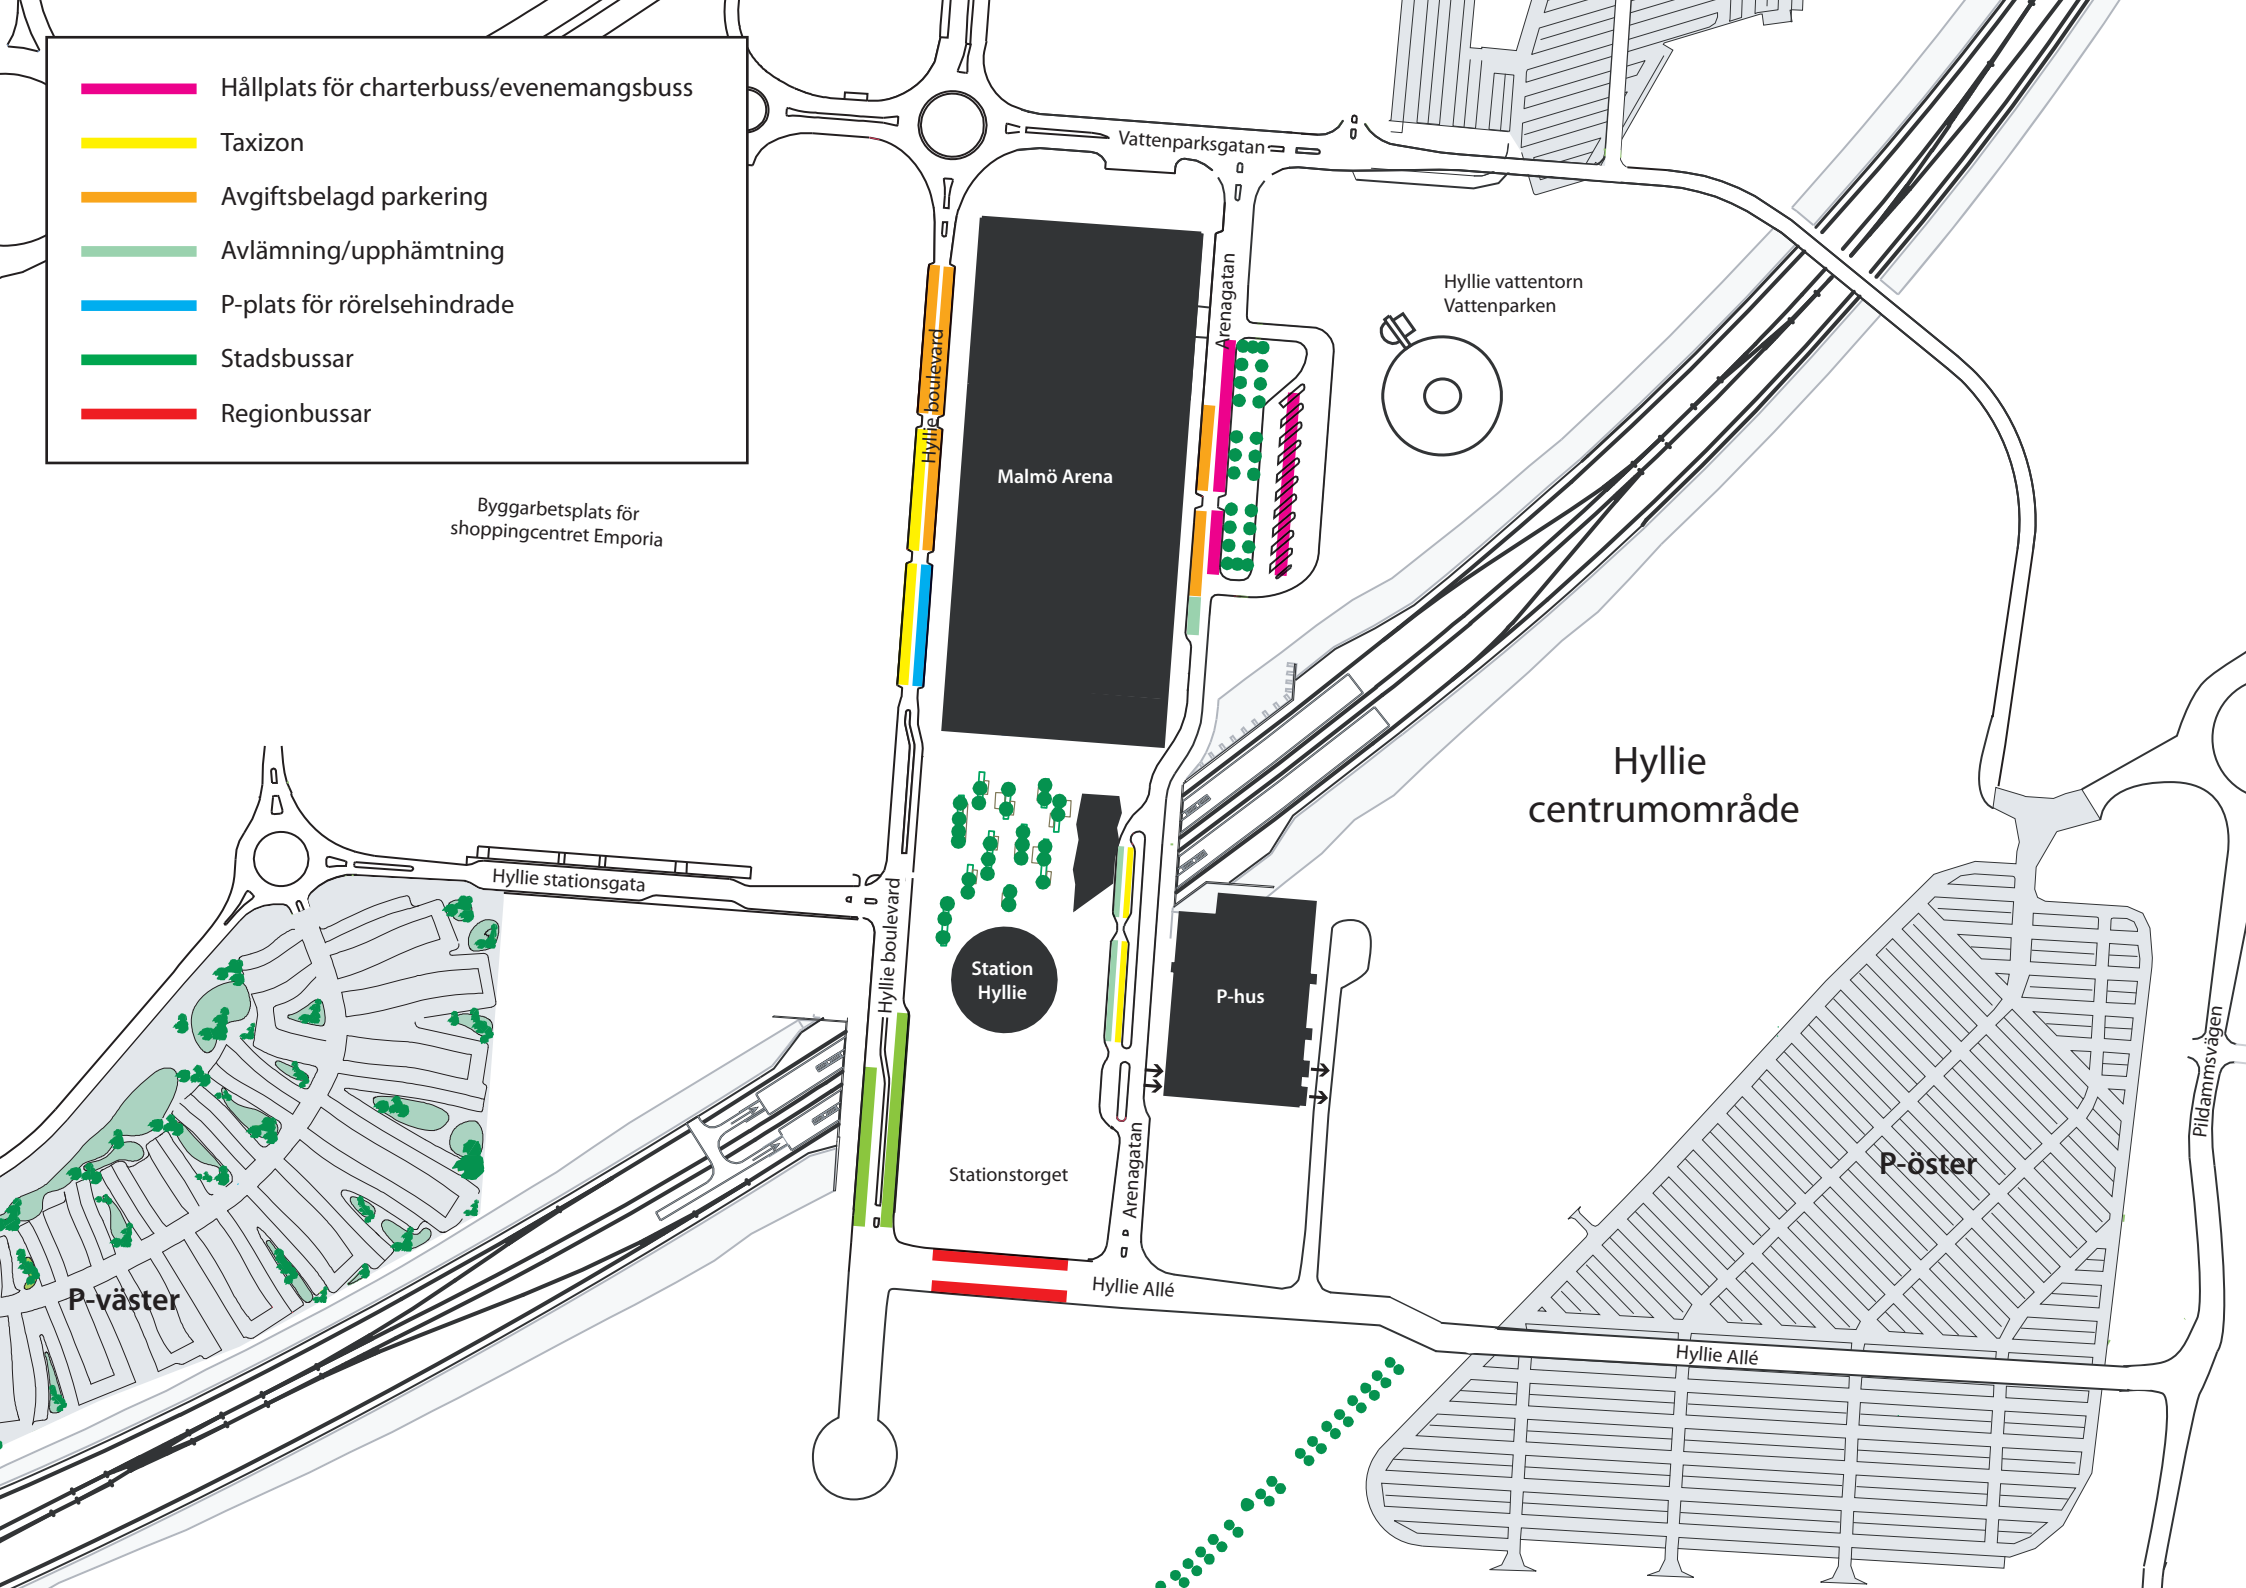 Hållplats för charterbuss/evenemangsbuss
Taxizon
Avgiftsbelagd parkering
Avlämning/upphämtning
P-plats för rörelsehindrade
Stadsbussar
Regionbussar
Vattenparksgatan
Arenagatan
Hyllie vattentorn
Vattenparken
Hyllie boulevard
Hyllie boulevard
Malmö Arena
Byggarbetsplats för
shoppingcentret Emporia
Hyllie
centrumområde
Hyllie stationsgata
Hyllie boulevard
Station
Hyllie
P-hus
Pildammsvägen
P-öster
Stationstorget
Arenagatan
P-väster
Hyllie Allé
Hyllie Allé